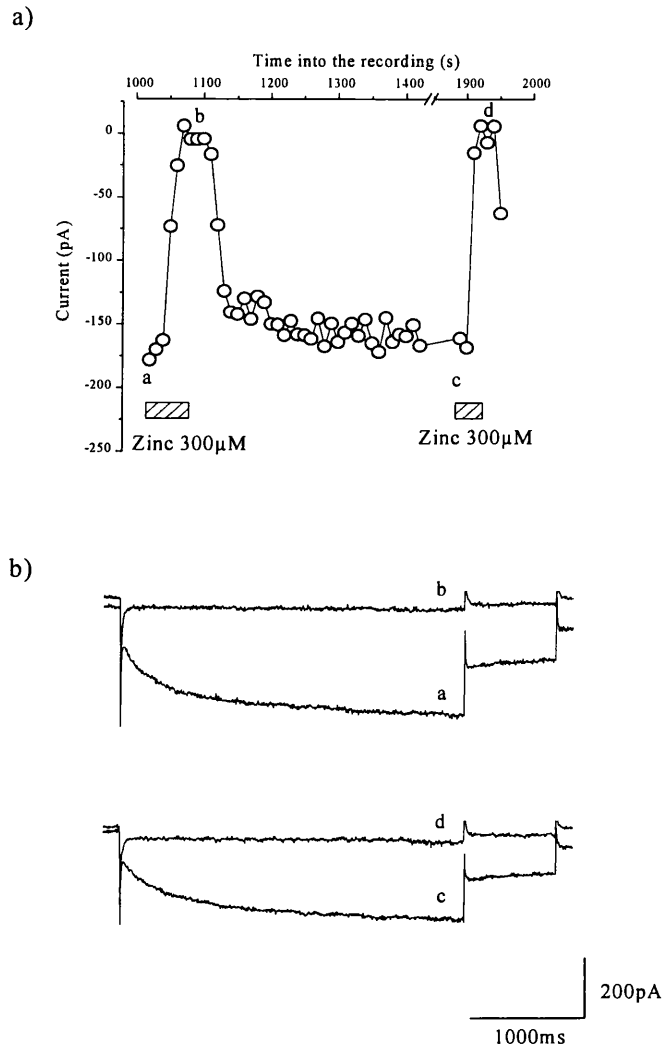 a)
Time into the recording (s)
1000 1100 1200 1300 1400 1900 2000
b
d
0
-50
-100
-150
-200
-250
Current (pA)
a
c
Zinc 300µM
Zinc 300µM
b)
b
a
d
c
200pA
1000ms